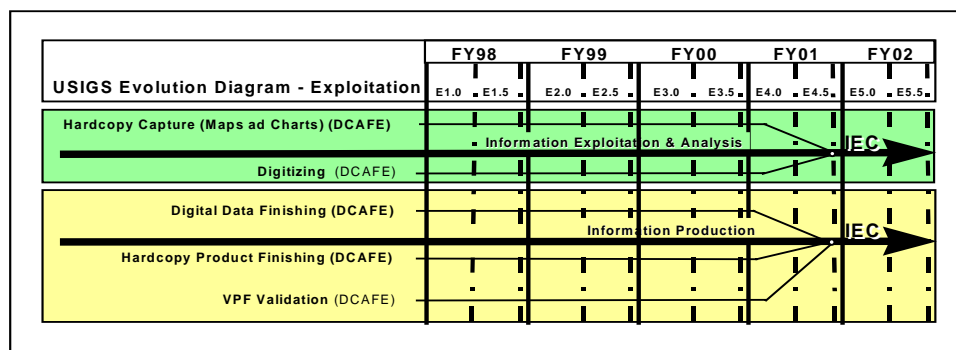 FY98 FY99 FY00 FY01 FY02
USIGS Evolution Diagram - Exploitation E1.0 E1.5 E2.0 E2.5 E3.0 E3.5 E4.0 E4.5 E5.0 E5.5
Hardcopy Capture (Maps ad Charts) (DCAFE)
Information Exploitation & Analysis IEC
Digitizing (DCAFE)
Digital Data Finishing (DCAFE)
Information Production IEC
Hardcopy Product Finishing (DCAFE)
VPF Validation (DCAFE)